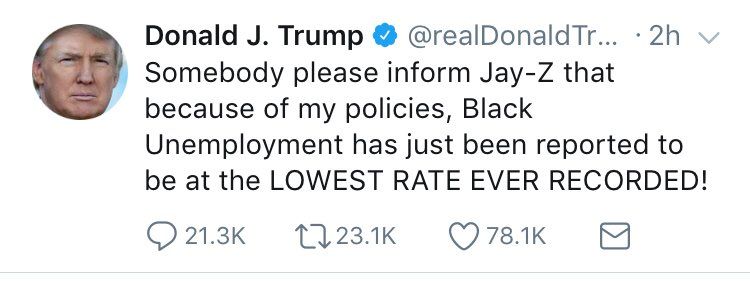 Donald J. Trump @realDonaldTr... · 2h
Somebody please inform Jay-Z that
because of my policies, Black
Unemployment has just been reported to
be at the LOWEST RATE EVER RECORDED!
21.3K 23.1K 78.1K